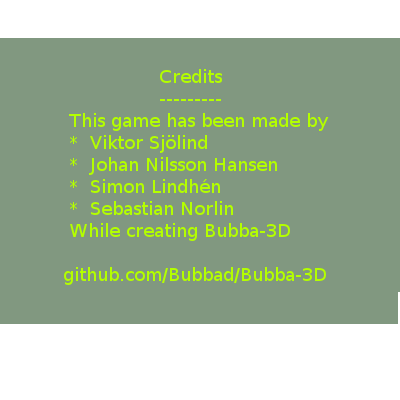 Credits
---------
This game has been made by
*  Viktor Sjölind
*  Johan Nilsson Hansen
*  Simon Lindhén
*  Sebastian Norlin
While creating Bubba-3D
github.com/Bubbad/Bubba-3D